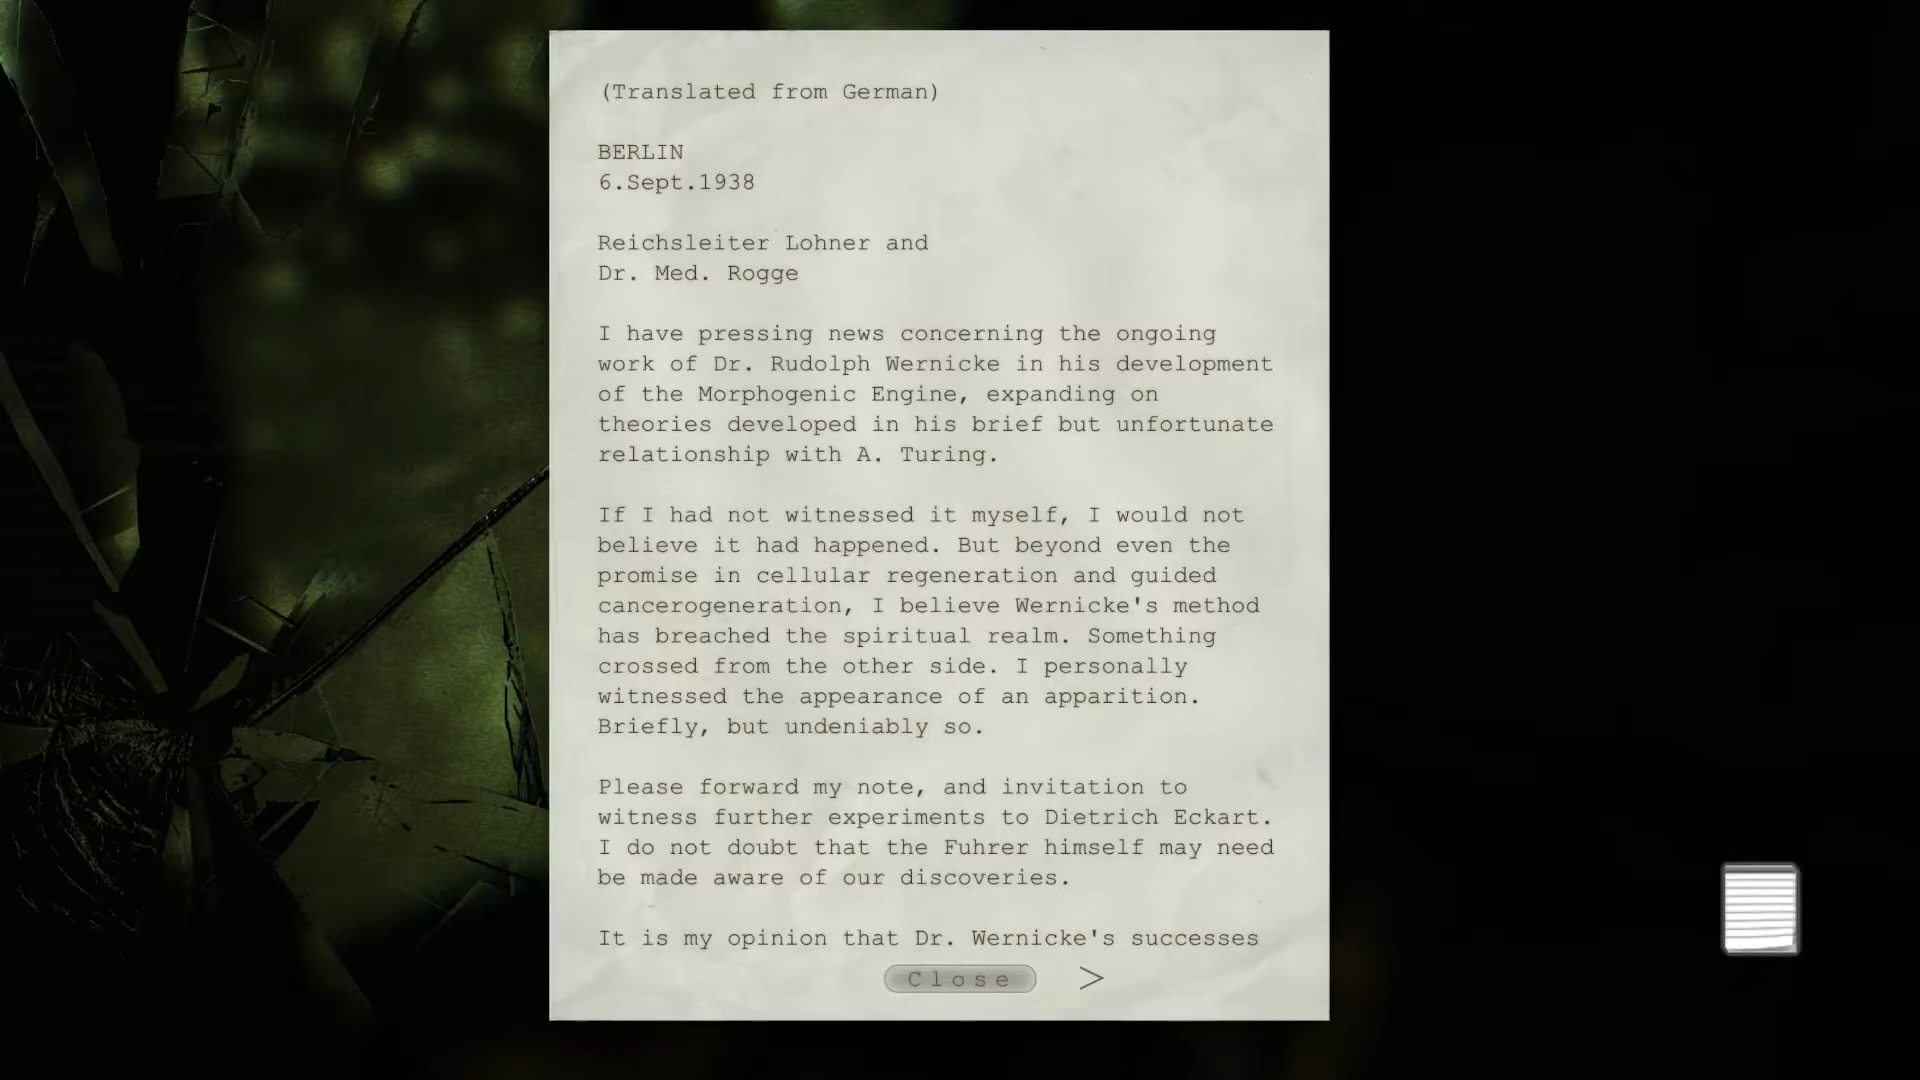 (Translated from German)
BERLIN
6.Sept.1938
Reichsleiter Lohner and
Dr. Med. Rogge
I have pressing news concerning the ongoing
work of Dr. Rudolph Wernicke in his development
of the Morphogenic Engine, expanding on
theories developed in his brief but unfortunate
relationship with A. Turing.
If I had not witnessed it myself, I would not
believe it had happened. But beyond even the
promise in cellular regeneration and guided
cancerogeneration, I believe Wernicke's method
has breached the spiritual realm. Something
crossed from the other side. I personally
witnessed the appearance of an apparition.
Briefly, but undeniably so.
Please forward my note, and invitation to
witness further experiments to Dietrich Eckart.
I do not doubt that the Fuhrer himself may need
be made aware of our discoveries.
It is my opinion that Dr. Wernicke's successes
Close >